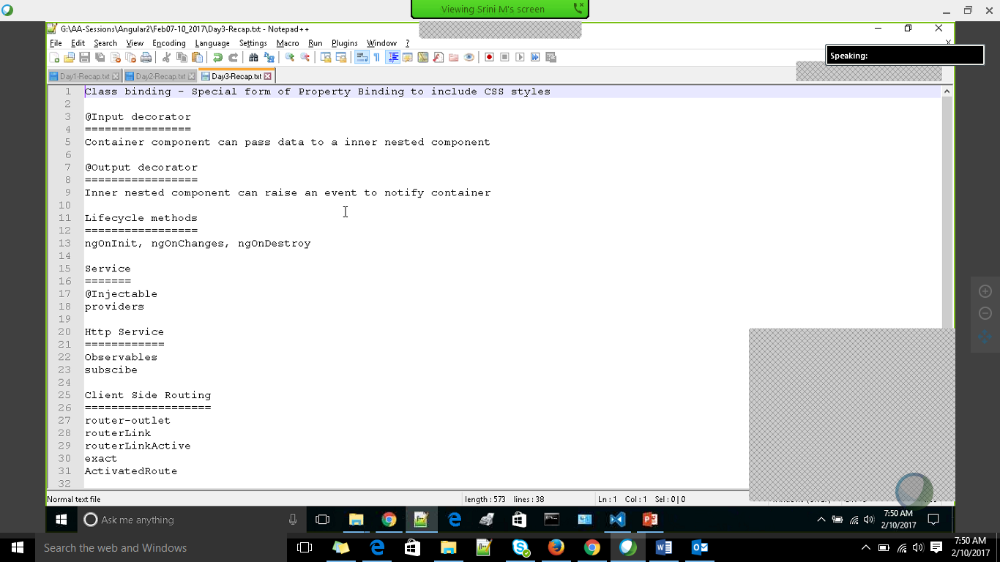 Viewing Srini M's screen
G:\AA-Sessions\Angular2\Feb07-10_2017\Day3-Recap.txt - Notepad++
File Edit Search View Encoding Language Settings Macro Run Plugins Window ?
Speaking:
Day1-Recap.txt Day2-Recap.txt Day3-Recap.txt
1 Class binding - Special form of Property Binding to include CSS styles
2
3 @Input decorator
4 ================
5 Container component can pass data to a inner nested component
6
7 @Output decorator
8 =================
9 Inner nested component can raise an event to notify container
10
11 Lifecycle methods
12 =================
13 ngOnInit, ngOnChanges, ngOnDestroy
14
15 Service
16 =======
17 @Injectable
18 providers
19
20 Http Service
21 ============
22 Observables
23 subscibe
24
25 Client Side Routing
26 ===================
27 router-outlet
28 routerLink
29 routerLinkActive
30 exact
31 ActivatedRoute
32
Normal text file length : 573 lines : 38 Ln : 1 Col : 1 Sel : 0 | 0
Ask me anything
7:50 AM
2/10/2017
Search the web and Windows
7:50 AM
2/10/2017